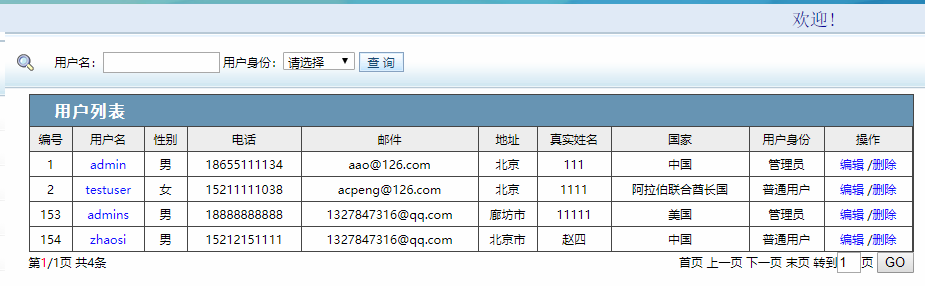 欢迎！
用户名： 用户身份： 请选择 查 询
用户列表
编号 用户名 性别 电话 邮件 地址 真实姓名 国家 用户身份 操作
1 admin 男 18655111134 aao@126.com 北京 111 中国 管理员 编辑 /删除
2 testuser 女 15211111038 acpeng@126.com 北京 1111 阿拉伯联合酋长国 普通用户 编辑 /删除
153 admins 男 18888888888 1327847316@qq.com 廊坊市 11111 美国 管理员 编辑 /删除
154 zhaosi 男 15212151111 1327847316@qq.com 北京市 赵四 中国 普通用户 编辑 /删除
第1/1页 共4条 首页 上一页 下一页 末页 转到 1 页 GO